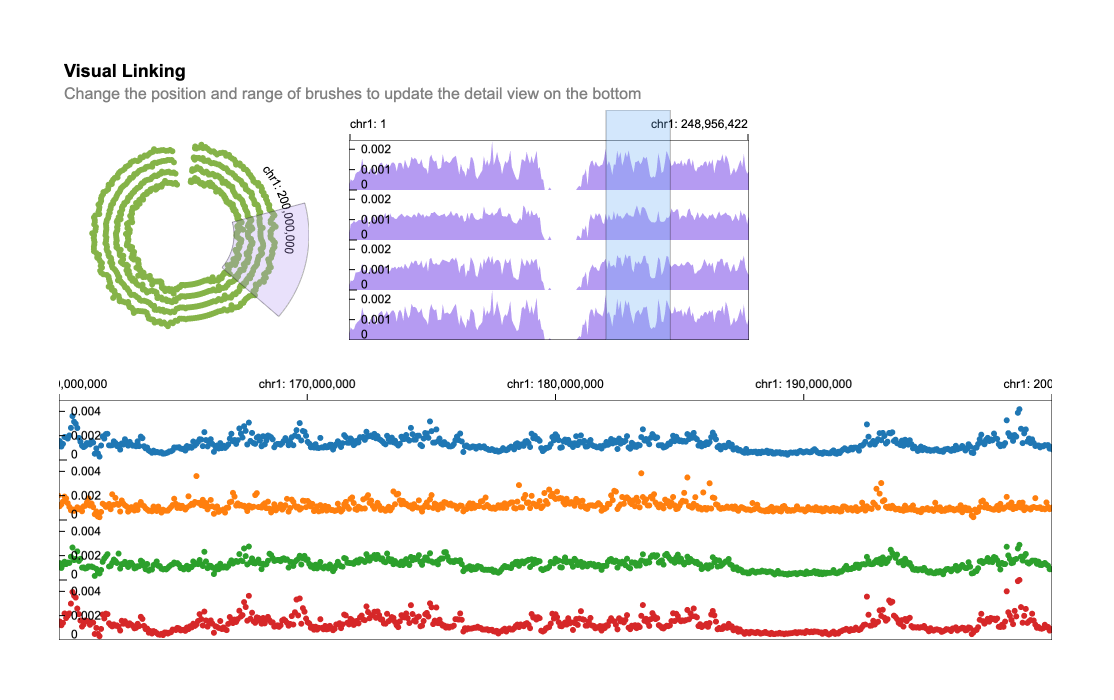 Visual Linking
Change the position and range of brushes to update the detail view on the bottom
chr1: 1
chr1: 248,956,422
chr1: 200,000,000
0.002
0.001
0
0.002
0.001
0
0.002
0.001
0
0.002
0.001
0
0,000,000
chr1: 170,000,000
chr1: 180,000,000
chr1: 190,000,000
chr1: 200
0.004
0.002
0
0.004
0.002
0
0.004
0.002
0
0.004
0.002
0